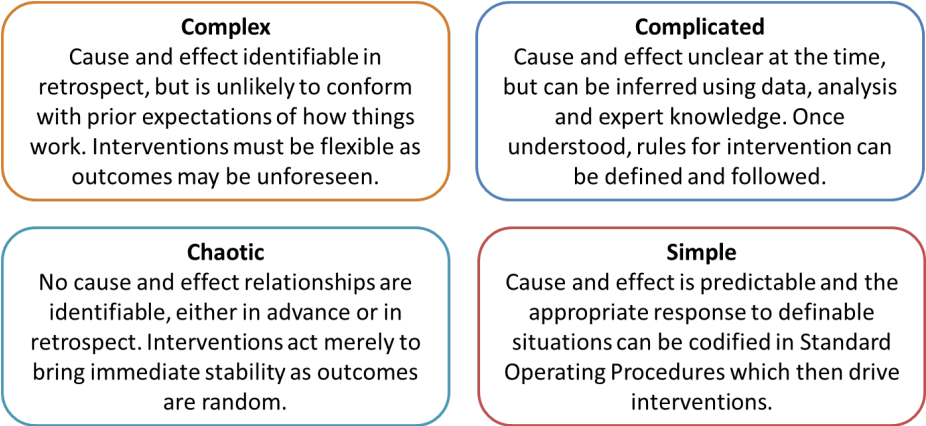 Complex
Cause and effect identifiable in
retrospect, but is unlikely to conform
with prior expectations of how things
work. Interventions must be flexible as
outcomes may be unforeseen.
Complicated
Cause and effect unclear at the time,
but can be inferred using data, analysis
and expert knowledge. Once
understood, rules for intervention can
be defined and followed.
Chaotic
No cause and effect relationships are
identifiable, either in advance or in
retrospect. Interventions act merely to
bring immediate stability as outcomes
are random.
Simple
Cause and effect is predictable and the
appropriate response to definable
situations can be codified in Standard
Operating Procedures which then drive
interventions.